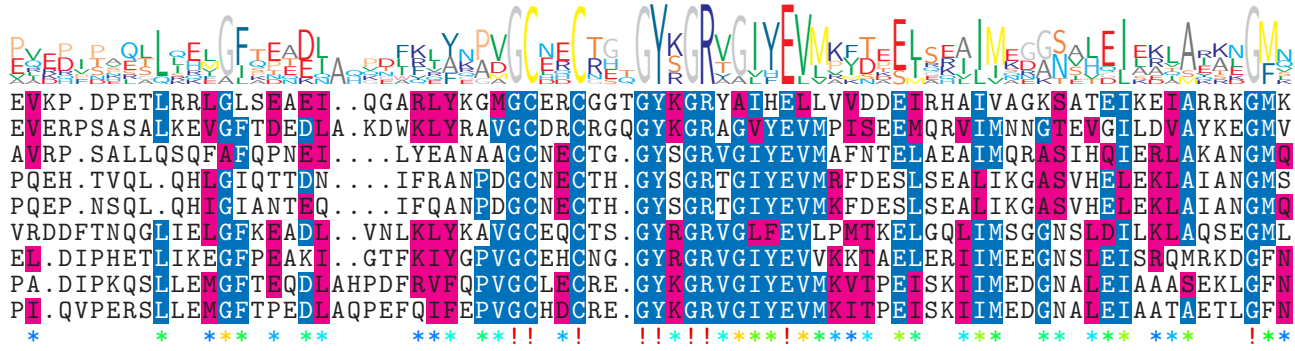 EVKP.DPETLRRLGLSEAEI..QGARLYKGMGCERCGGTGYKGRYAIHELLVVDDEIRHAIVAGKSATEIKEIARRKGMK
EVERPSASALKEVGFTDEDLA.KDWKLYRAVGCDRCRGQGYKGRAGVYEVMPISEEMQRVIMNNGTEVGILDVAYKEGMV
AVRP.SALLQSQFAFQPNEI....LYEANAAGCNECTG.GYSGRVGIYEVMAFNTELAEAIMQRASIHQIERLAKANGMQ
PQEH.TVQL.QHLGIQTTDN....IFRANPDGCNECTH.GYSGRTGIYEVMRFDESLSEALIKGASVHELEKLAIANGMS
PQEP.NSQL.QHIGIANTEQ....IFQANPDGCNECTH.GYSGRTGIYEVMKFDESLSEALIKGASVHELEKLAIANGMQ
VRDDFTNQGLIELGFKEADL..VNLKLYKAVGCEQCTS.GYRGRVGLFEVLPMTKELGQLIMSGGNSLDILKLAQSEGML
EL.DIPHETLIKEGFPEAKI..GTFKIYGPVGCEHCNG.GYRGRVGIYEVVKKTAELERIIMEEGNSLEISRQMRKDGFN
PA.DIPKQSLLEMGFTEQDLAHPDFRVFQPVGCLECRE.GYKGRVGIYEVMKVTPEISKIIMEDGNALEIAAASEKLGFN
PI.QVPERSLLEMGFTPEDLAQPEFQIFEPVGCHDCRE.GYKGRVGIYEVMKITPEISKIIMEDGNALEIAATAETLGFN
* * *** * ** ** * ** !! *! !!*!!****!***** ** *** ** *** **** !**